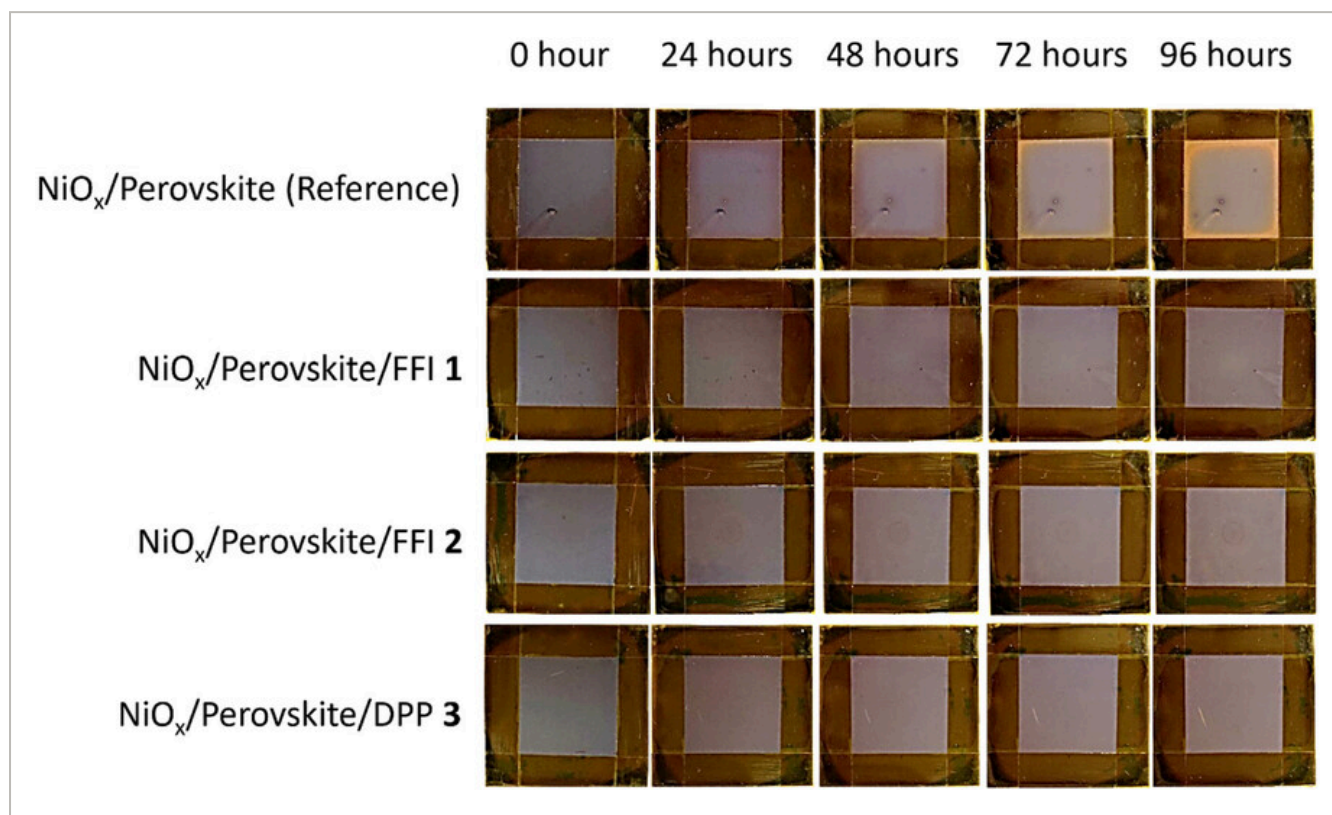 0 hour 24 hours 48 hours 72 hours 96 hours
NiOₓ/Perovskite (Reference)
NiOₓ/Perovskite/FFI 1
NiOₓ/Perovskite/FFI 2
NiOₓ/Perovskite/DPP 3